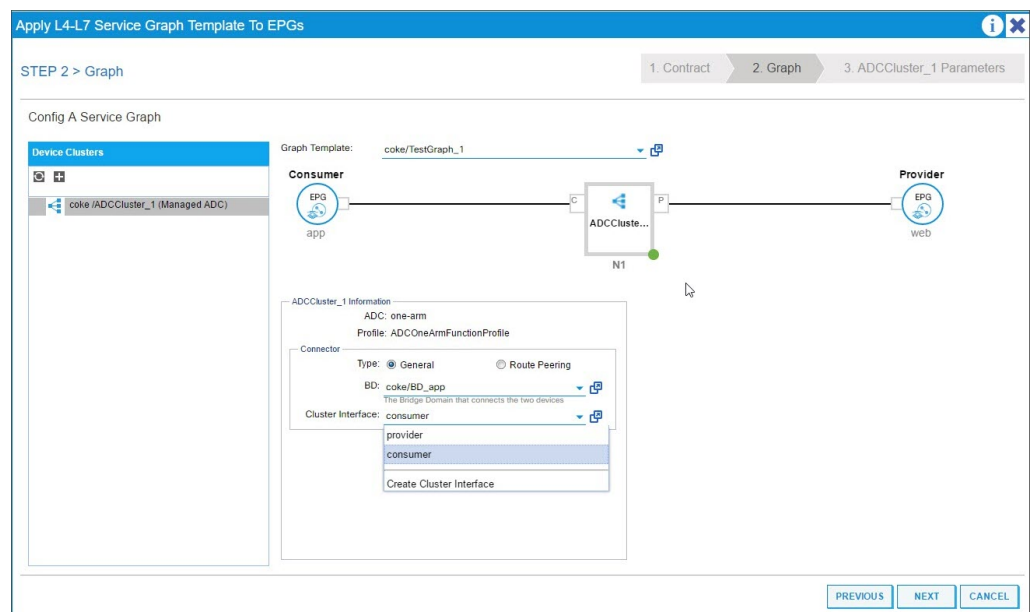 Apply L4-L7 Service Graph Template To EPGs
STEP 2 > Graph
1. Contract
2. Graph
3. ADCCluster_1 Parameters
Config A Service Graph
Device Clusters
coke /ADCCluster_1 (Managed ADC)
Graph Template: coke/TestGraph_1
Consumer
Provider
EPG
EPG
C
P
ADCCluste...
app
web
N1
ADCCluster_1 Information
ADC: one-arm
Profile: ADCOneArmFunctionProfile
Connector
Type: General Route Peering
BD: coke/BD_app
The Bridge Domain that connects the two devices
Cluster Interface: consumer
provider
consumer
Create Cluster Interface
PREVIOUS
NEXT
CANCEL